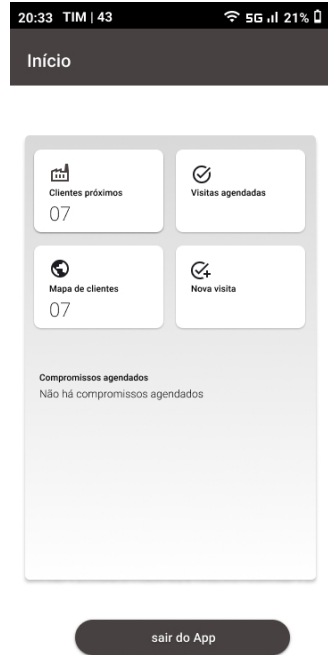 20:33 TIM | 43 5G 21%
Início
Clientes próximos
07
Visitas agendadas
Mapa de clientes
07
Nova visita
Compromissos agendados
Não há compromissos agendados
sair do App